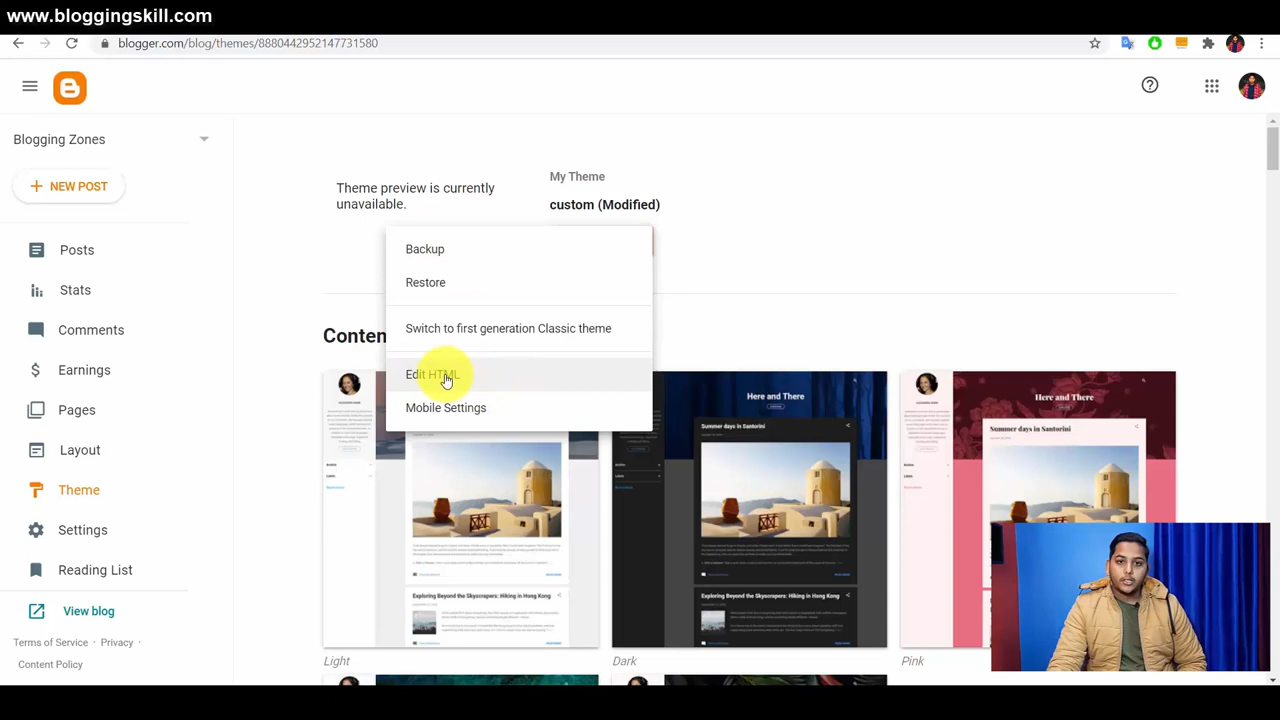 www.bloggingskill.com
blogger.com/blog/themes/8880442952147731580
Blogging Zones
NEW POST
Posts
Stats
Comments
Earnings
Pages
Layout
Theme
Settings
Reading List
View blog
Terms of Service · Privacy ·
Content Policy
Theme preview is currently
unavailable.
My Theme
custom (Modified)
Backup
Restore
Switch to first generation Classic theme
Edit HTML
Mobile Settings
Conten
Summer days in Santorini
Exploring Beyond the Skyscrapers: Hiking in Hong Kong
Light
Here and There
Summer days in Santorini
Exploring Beyond the Skyscrapers: Hiking in Hong Kong
Dark
Here and There
Summer days in Santorini
Pink